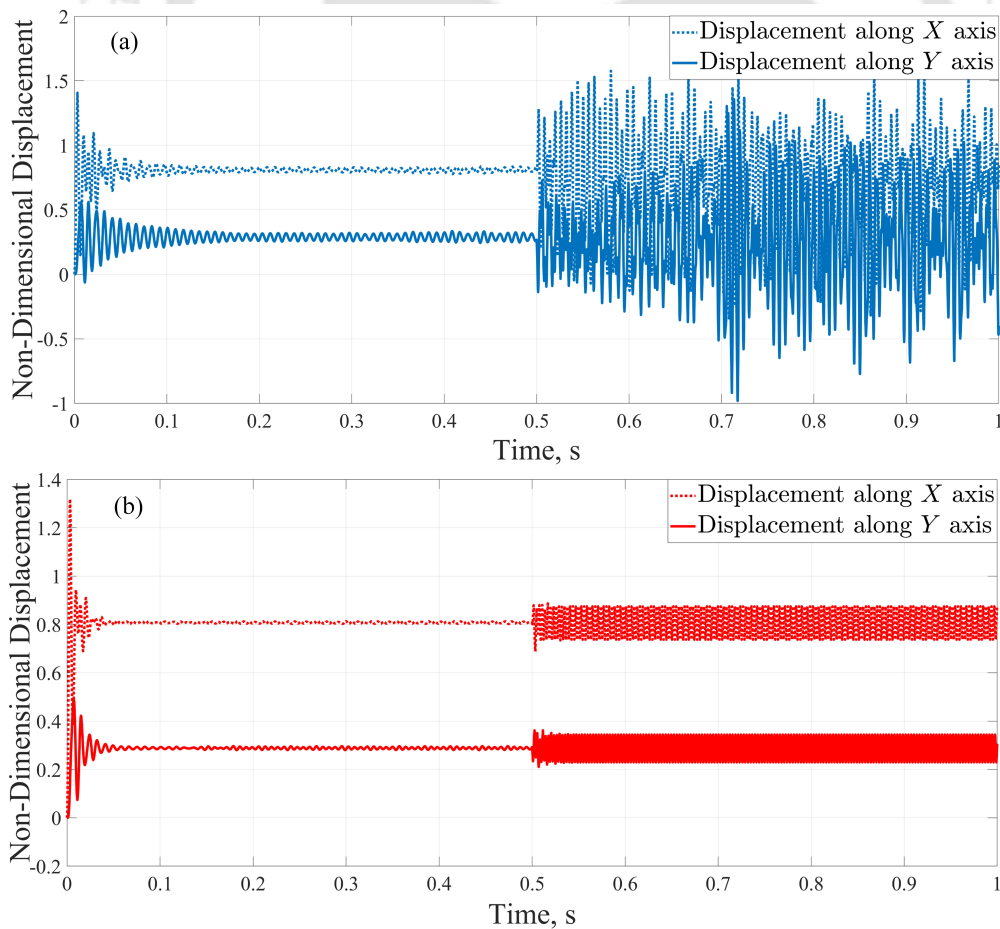 (a)
Displacement along X axis
Displacement along Y axis
Non-Dimensional Displacement
2
1.5
1
0.5
0
-0.5
-1
0 0.1 0.2 0.3 0.4 0.5 0.6 0.7 0.8 0.9 1
Time, s
(b)
Displacement along X axis
Displacement along Y axis
Non-Dimensional Displacement
1.4
1.2
1
0.8
0.6
0.4
0.2
0
-0.2
0 0.1 0.2 0.3 0.4 0.5 0.6 0.7 0.8 0.9 1
Time, s